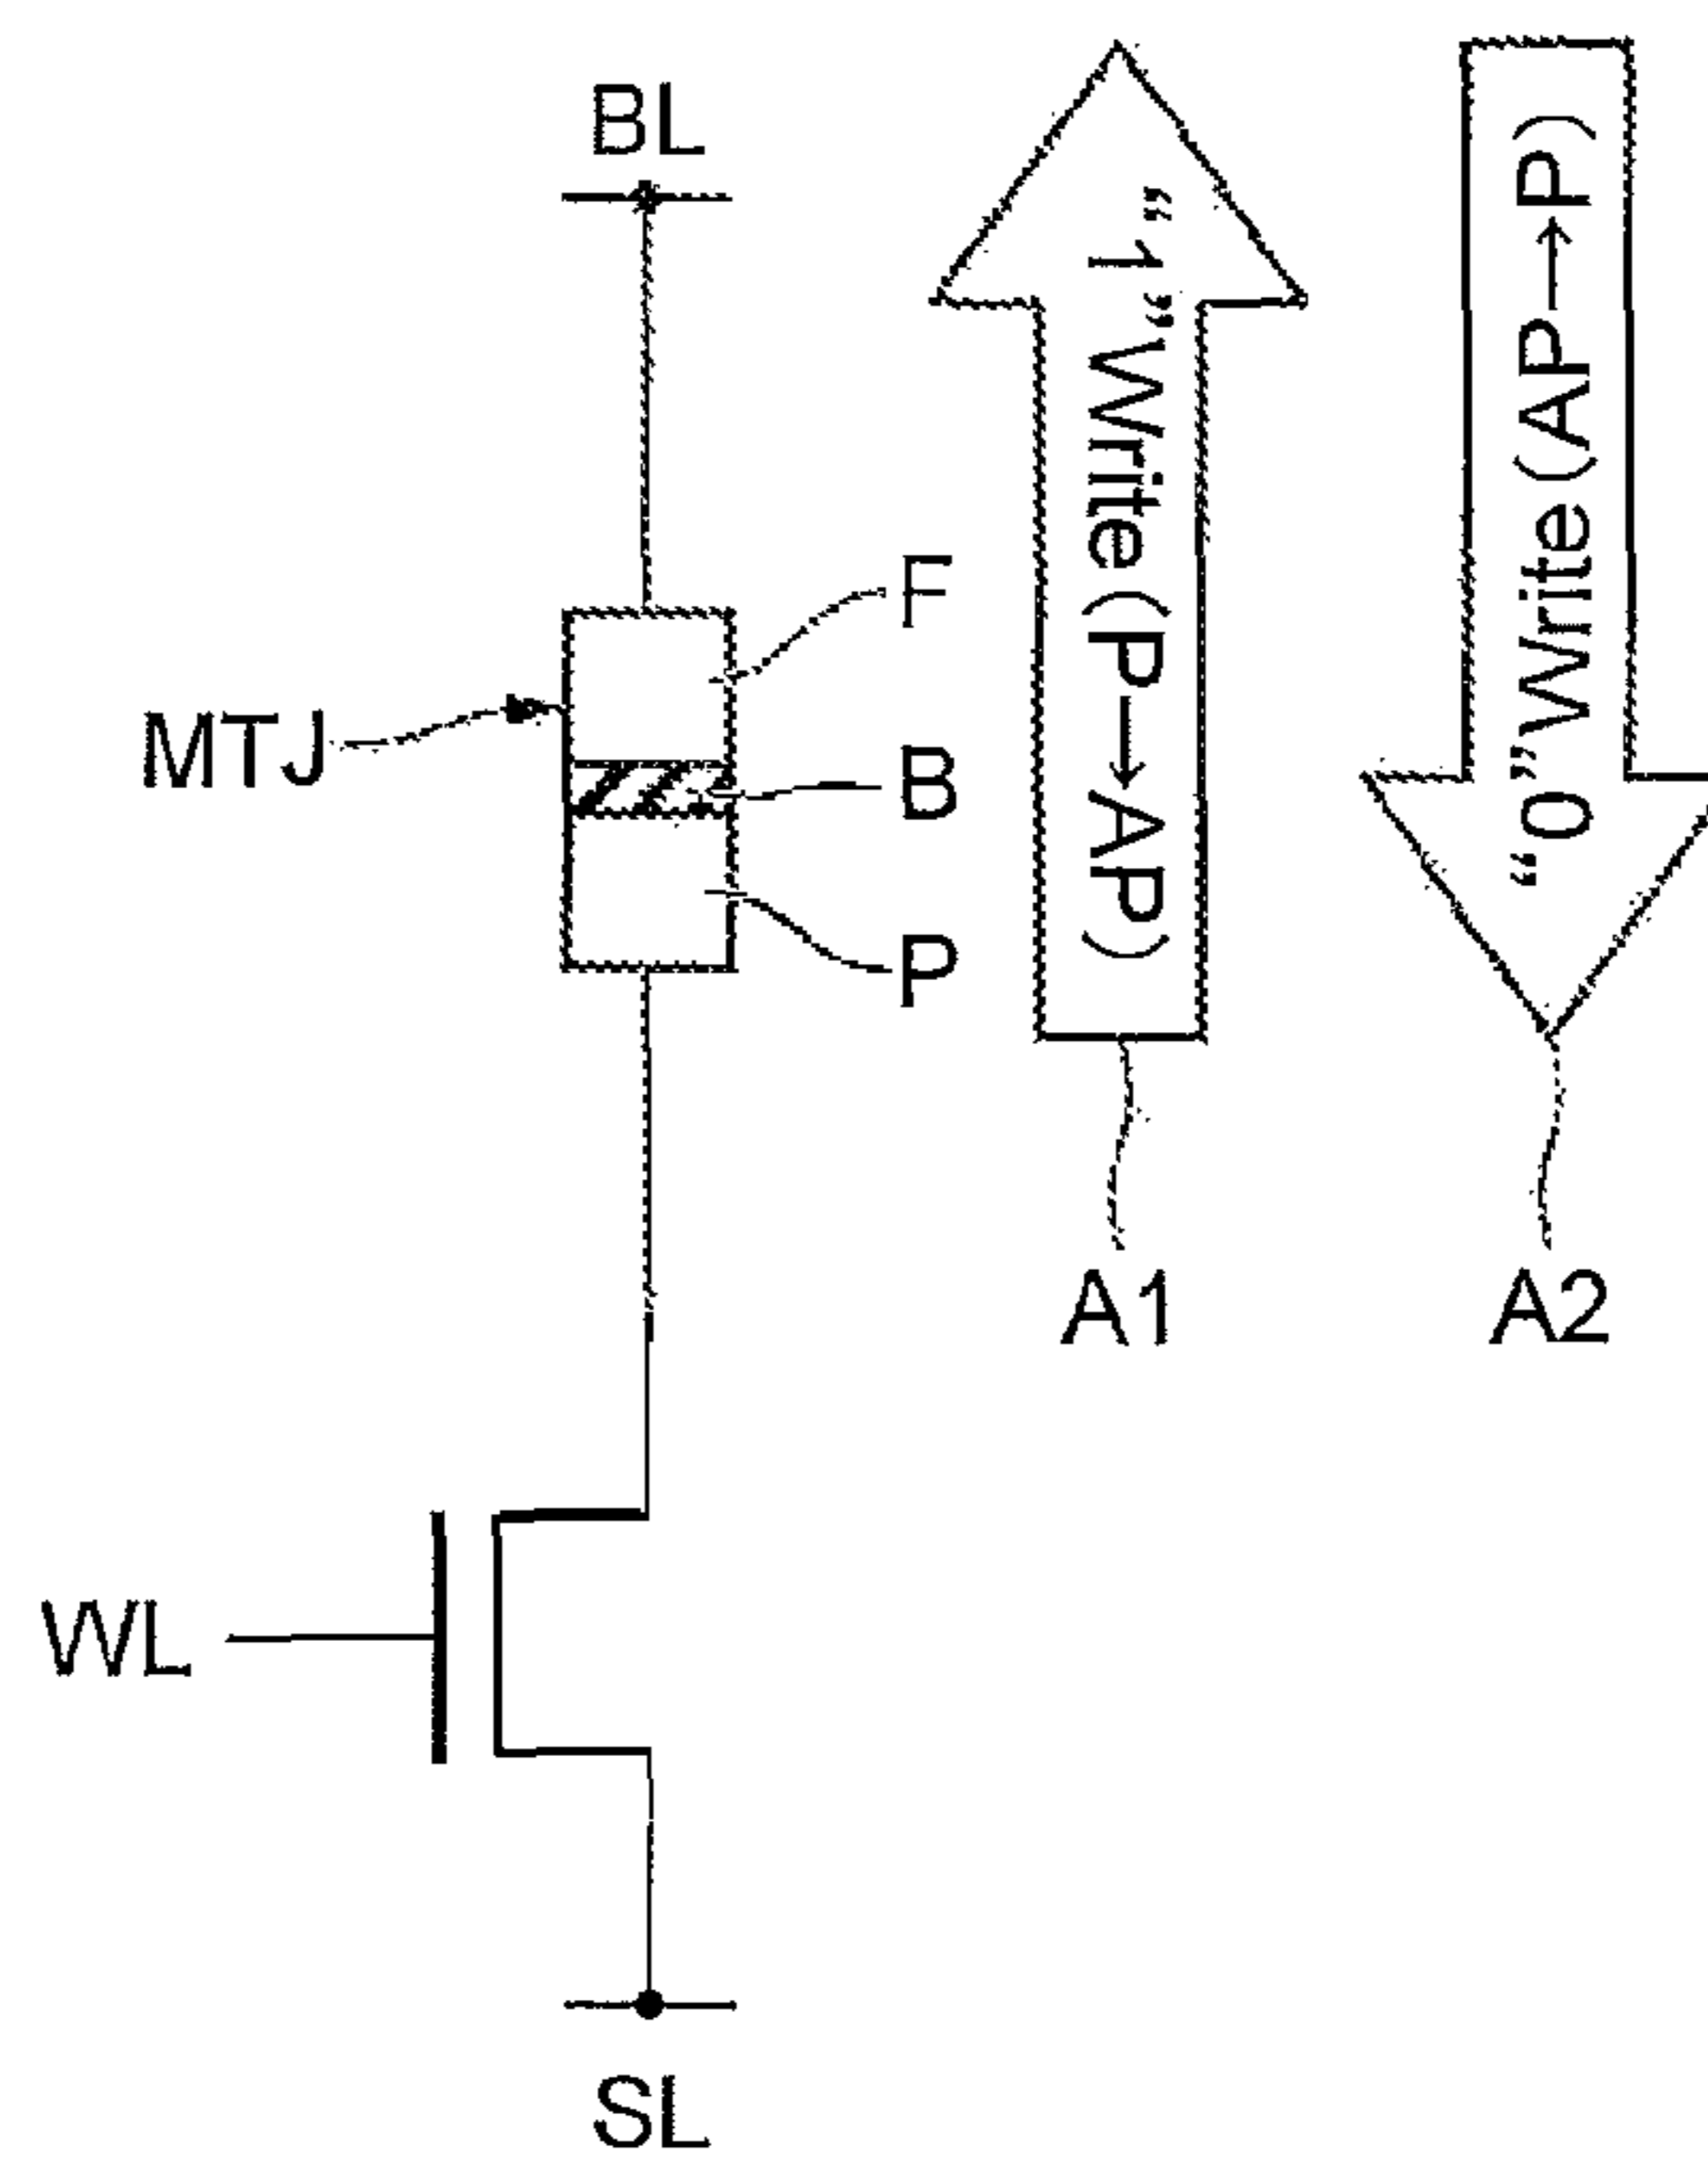 BL
“1”Write(P→AP)
“0”Write(AP→P)
F
MTJ
B
P
A1
A2
WL
SL